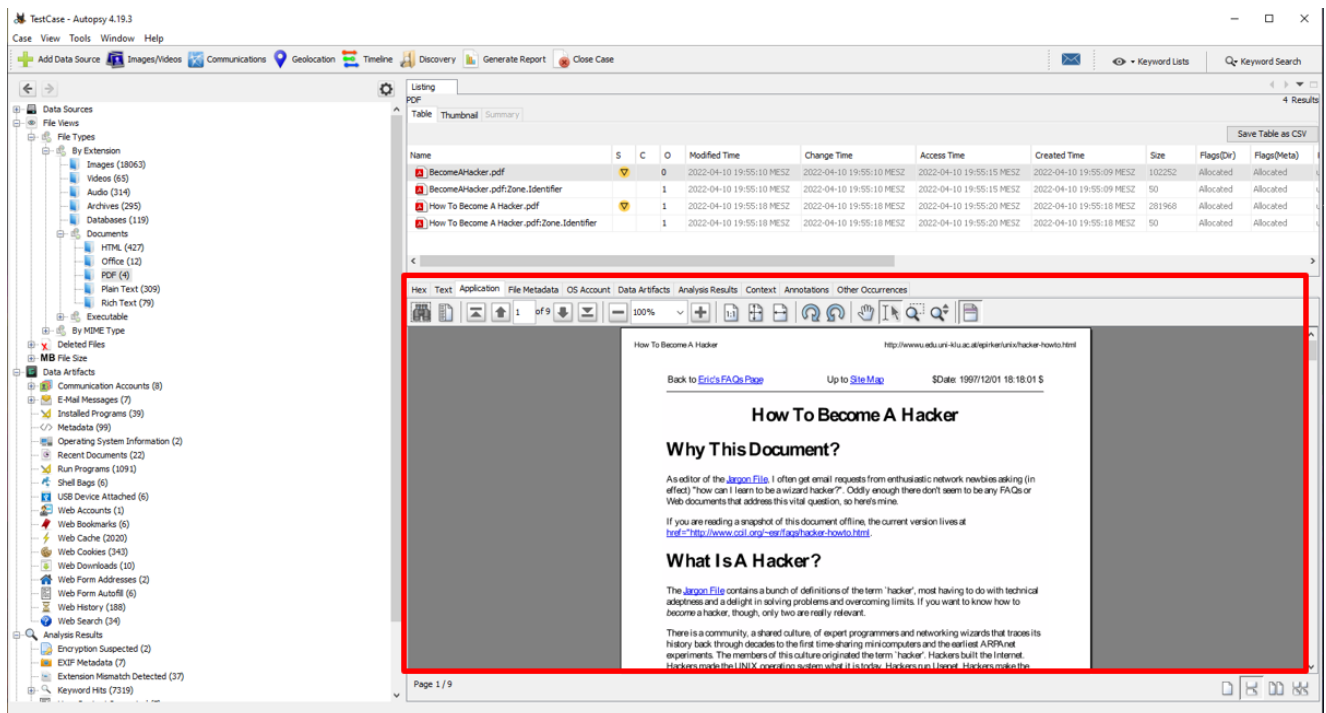 TestCase - Autopsy 4.19.3
Case View Tools Window Help
Add Data Source Images/Videos Communications Geolocation Timeline Discovery Generate Report Close Case Keyword Lists Keyword Search
Data Sources
File Views
File Types
By Extension
Images (18063)
Videos (65)
Audio (314)
Archives (295)
Databases (119)
Documents
HTML (427)
Office (12)
PDF (4)
Plain Text (309)
Rich Text (79)
Executable
By MIME Type
Deleted Files
MB File Size
Data Artifacts
Communication Accounts (8)
E-Mail Messages (7)
Installed Programs (39)
Metadata (99)
Operating System Information (2)
Recent Documents (22)
Run Programs (1091)
Shell Bags (6)
USB Device Attached (6)
Web Accounts (1)
Web Bookmarks (6)
Web Cache (2020)
Web Cookies (343)
Web Downloads (10)
Web Form Addresses (2)
Web Form Autofill (6)
Web History (188)
Web Search (34)
Analysis Results
Encryption Suspected (2)
EXIF Metadata (7)
Extension Mismatch Detected (37)
Keyword Hits (7319)
Listing
PDF 4 Results
Table Thumbnail Summary
Save Table as CSV
Name S C O Modified Time Change Time Access Time Created Time Size Flags(Dir) Flags(Meta)
BecomeAHacker.pdf 0 2022-04-10 19:55:10 MESZ 2022-04-10 19:55:10 MESZ 2022-04-10 19:55:15 MESZ 2022-04-10 19:55:09 MESZ 102252 Allocated Allocated
BecomeAHacker.pdf:Zone.Identifier 1 2022-04-10 19:55:10 MESZ 2022-04-10 19:55:10 MESZ 2022-04-10 19:55:15 MESZ 2022-04-10 19:55:09 MESZ 50 Allocated Allocated
How To Become A Hacker.pdf 1 2022-04-10 19:55:18 MESZ 2022-04-10 19:55:18 MESZ 2022-04-10 19:55:20 MESZ 2022-04-10 19:55:18 MESZ 281968 Allocated Allocated
How To Become A Hacker.pdf:Zone.Identifier 1 2022-04-10 19:55:18 MESZ 2022-04-10 19:55:18 MESZ 2022-04-10 19:55:20 MESZ 2022-04-10 19:55:18 MESZ 50 Allocated Allocated
Hex Text Application File Metadata OS Account Data Artifacts Analysis Results Context Annotations Other Occurrences
1 of 9 100% 1:1
How To Become A Hacker http://wwwu.edu.uni-klu.ac.at/epirker/unix/hacker-howto.html
Back to Eric's FAQs Page Up to Site Map $Date: 1997/12/01 18:18:01 $
How To Become A Hacker
Why This Document?
As editor of the Jargon File, I often get email requests from enthusiastic network newbies asking (in
effect) "how can I learn to be a wizard hacker?". Oddly enough there don't seem to be any FAQs or
Web documents that address this vital question, so here's mine.
If you are reading a snapshot of this document offline, the current version lives at
href="http://www.ccil.org/~esr/faqs/hacker-howto.html.
What Is A Hacker?
The Jargon File contains a bunch of definitions of the term `hacker', most having to do with technical
adeptness and a delight in solving problems and overcoming limits. If you want to know how to
become a hacker, though, only two are really relevant.
There is a community, a shared culture, of expert programmers and networking wizards that traces its
history back through decades to the first time-sharing minicomputers and the earliest ARPAnet
experiments. The members of this culture originated the term `hacker'. Hackers built the Internet.
Hackers made the UNIX operating system what it is today. Hackers run Usenet. Hackers make the
Page 1 / 9